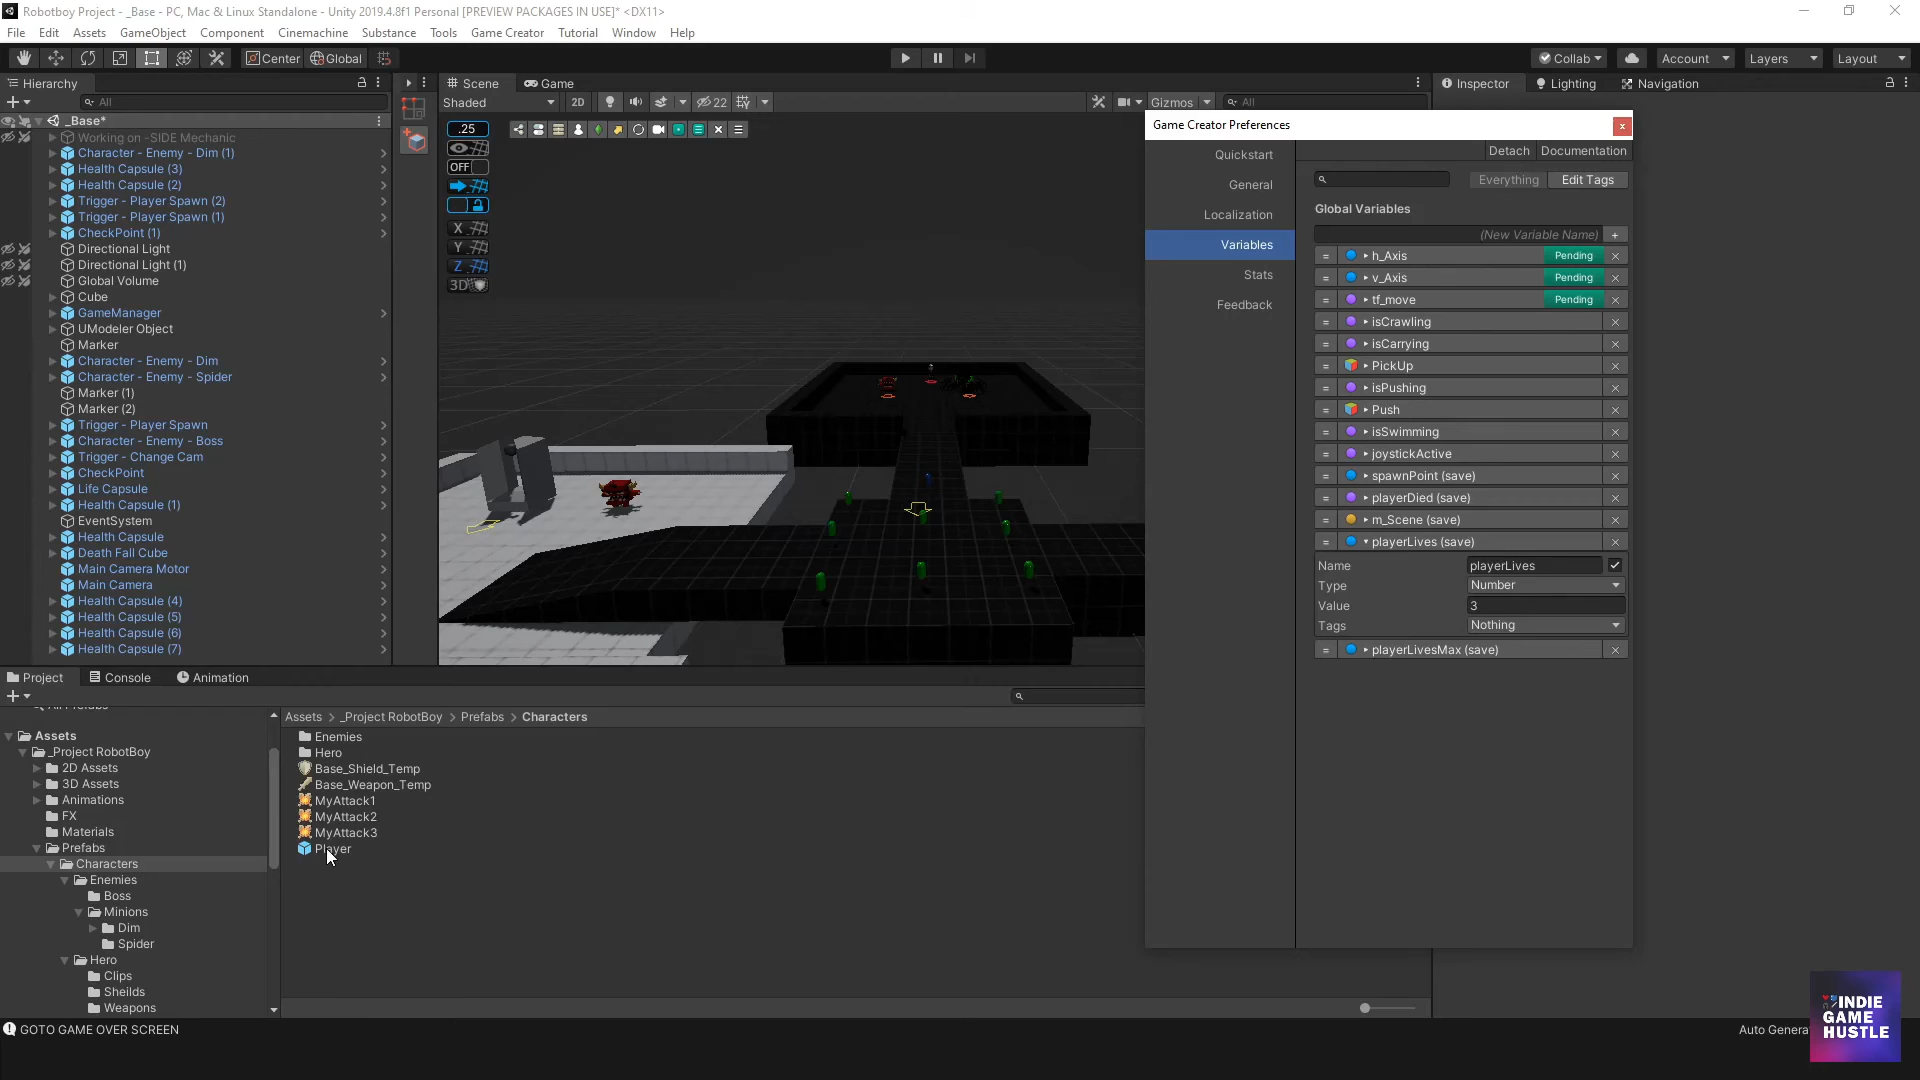 Robotboy Project - _Base - PC, Mac & Linux Standalone - Unity 2019.4.8f1 Personal [PREVIEW PACKAGES IN USE]* <DX11>
File Edit Assets GameObject Component Cinemachine Substance Tools Game Creator Tutorial Window Help
Center Global Collab Account Layers Layout
Hierarchy
All
_Base*
Working on -SIDE Mechanic
Character - Enemy - Dim (1)
Health Capsule (3)
Health Capsule (2)
Trigger - Player Spawn (2)
Trigger - Player Spawn (1)
CheckPoint (1)
Directional Light
Directional Light (1)
Global Volume
Cube
GameManager
UModeler Object
Marker
Character - Enemy - Dim
Character - Enemy - Spider
Marker (1)
Marker (2)
Trigger - Player Spawn
Character - Enemy - Boss
Trigger - Change Cam
CheckPoint
Life Capsule
Health Capsule (1)
EventSystem
Health Capsule
Death Fall Cube
Main Camera Motor
Main Camera
Health Capsule (4)
Health Capsule (5)
Health Capsule (6)
Health Capsule (7)
Scene Game
Shaded 2D 22 Gizmos All
.25
OFF
X
Y
Z
3D
Inspector Lighting Navigation
Game Creator Preferences
Quickstart
General
Localization
Variables
Stats
Feedback
Detach Documentation
Everything Edit Tags
Global Variables
(New Variable Name) +
h_Axis Pending
v_Axis Pending
tf_move Pending
isCrawling
isCarrying
PickUp
isPushing
Push
isSwimming
joystickActive
spawnPoint (save)
playerDied (save)
m_Scene (save)
playerLives (save)
Name playerLives
Type Number
Value 3
Tags Nothing
playerLivesMax (save)
Project Console Animation
Assets
_Project RobotBoy
2D Assets
3D Assets
Animations
FX
Materials
Prefabs
Characters
Enemies
Boss
Minions
Dim
Spider
Hero
Clips
Sheilds
Weapons
Assets > _Project RobotBoy > Prefabs > Characters
Enemies
Hero
Base_Shield_Temp
Base_Weapon_Temp
MyAttack1
MyAttack2
MyAttack3
Player
GOTO GAME OVER SCREEN
Auto Genera
INDIE
GAME
HUSTLE